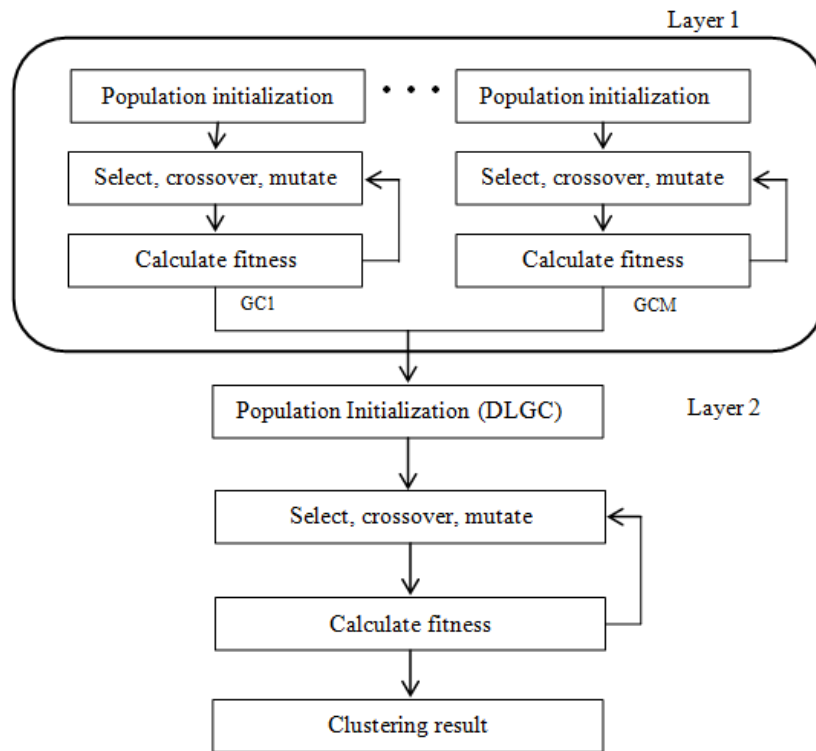 Layer 1
Population initialization
Population initialization
Select, crossover, mutate
Select, crossover, mutate
Calculate fitness
Calculate fitness
GC1
GCM
Population Initialization (DLGC)
Layer 2
Select, crossover, mutate
Calculate fitness
Clustering result